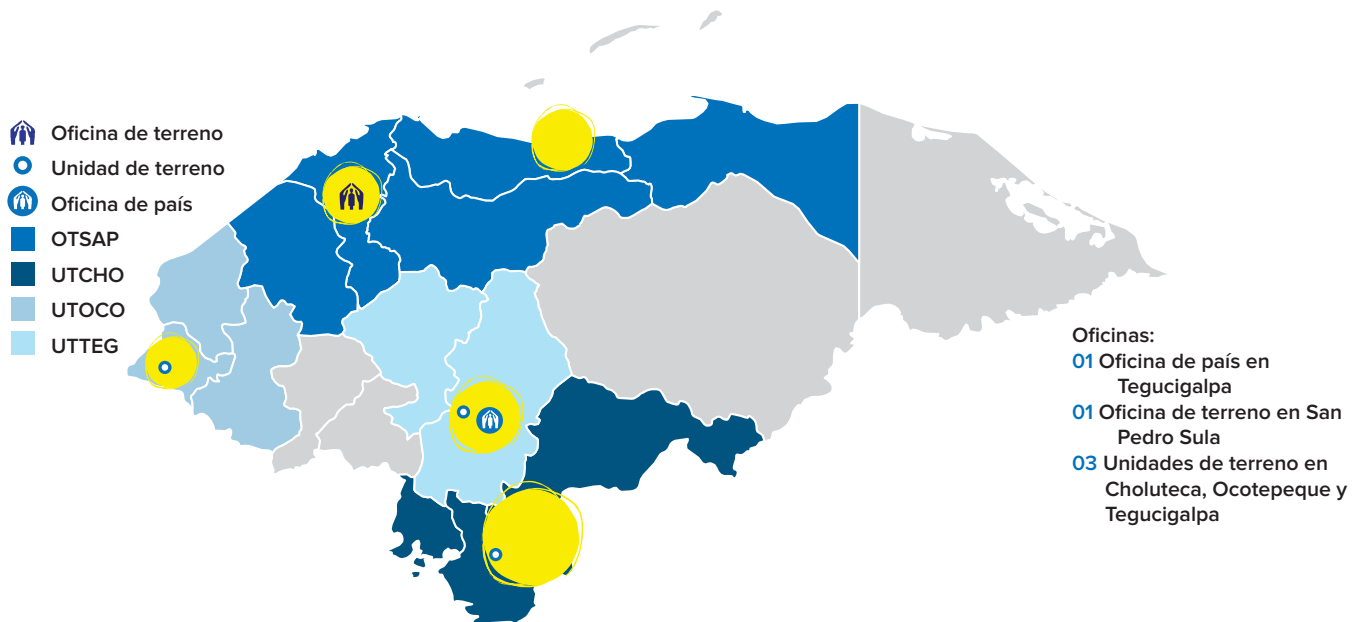 Oficina de terreno
Unidad de terreno
Oficina de país
OTSAP
UTCHO
UTOCO
UTTEG
Oficinas:
01 Oficina de país en
Tegucigalpa
01 Oficina de terreno en San
Pedro Sula
03 Unidades de terreno en
Choluteca, Ocotepeque y
Tegucigalpa